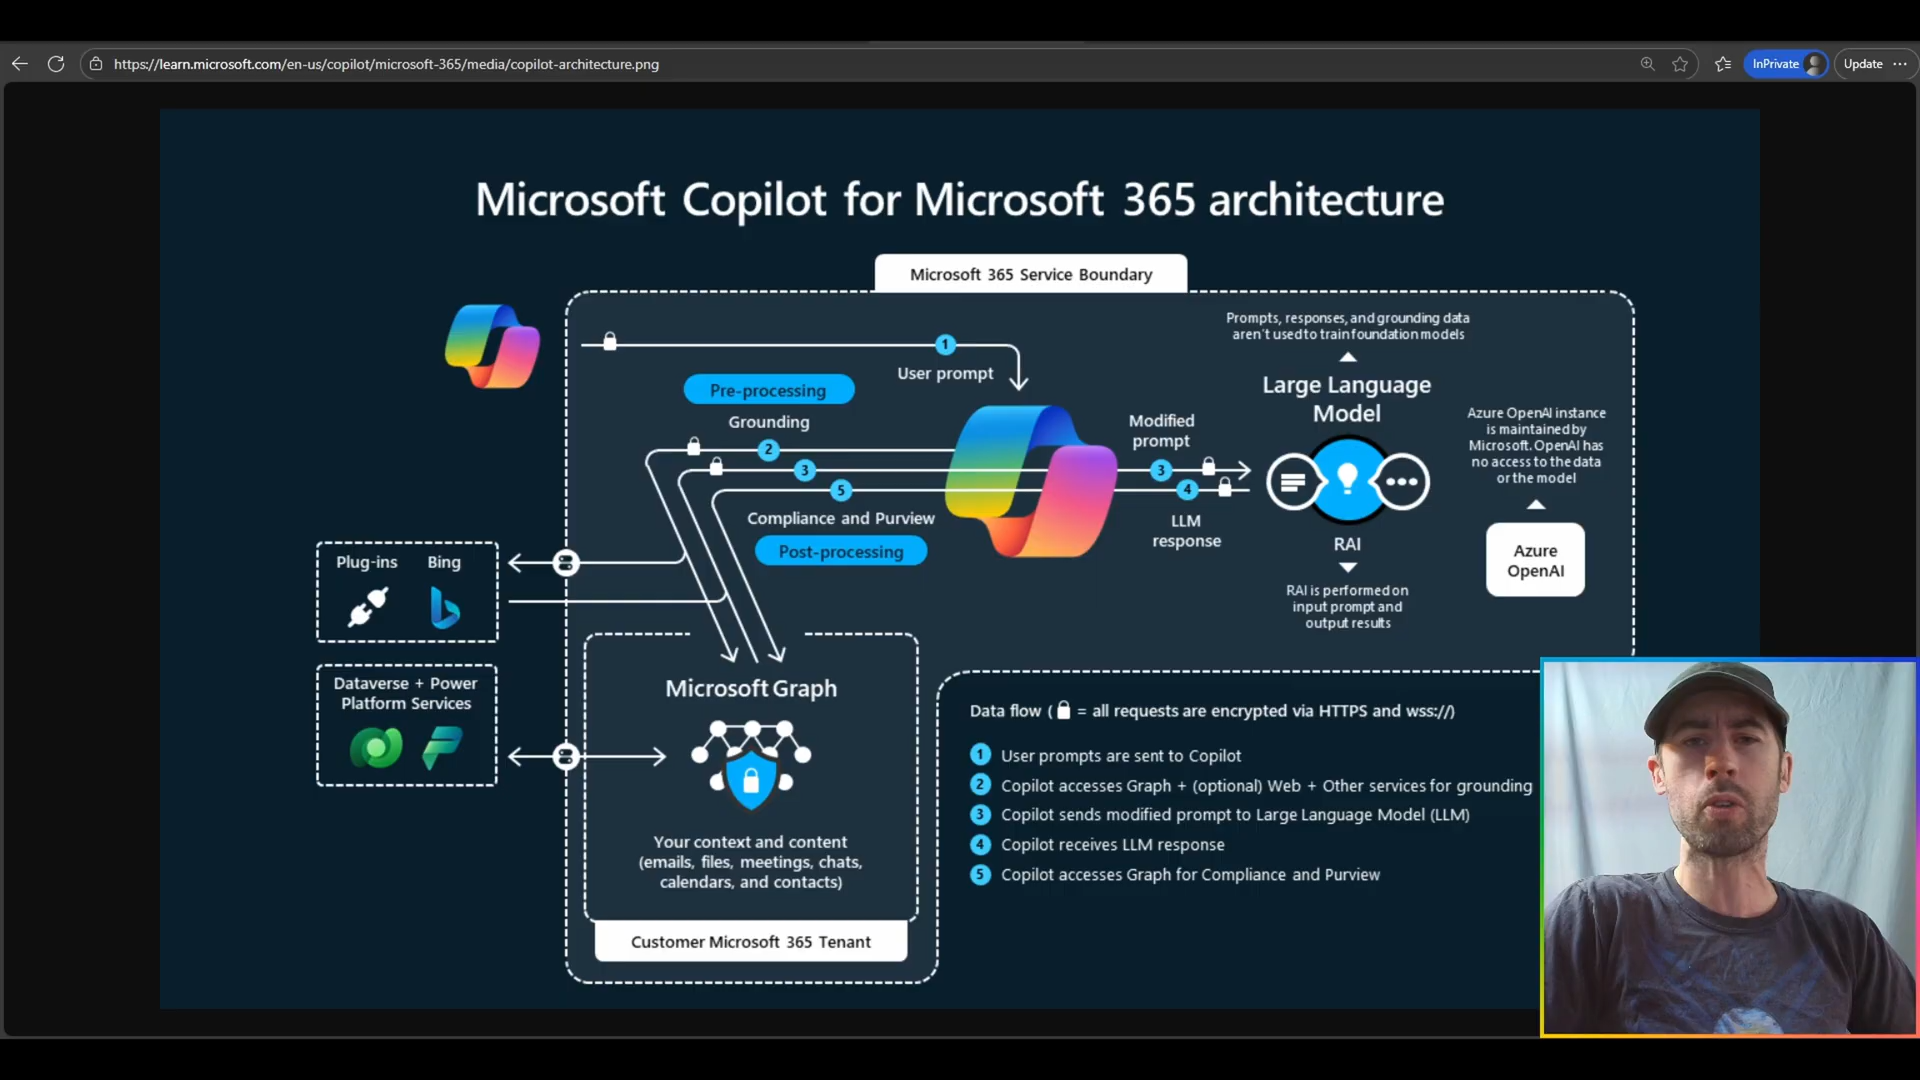 https://learn.microsoft.com/en-us/copilot/microsoft-365/media/copilot-architecture.png
InPrivate
Update
Microsoft Copilot for Microsoft 365 architecture
Microsoft 365 Service Boundary
1
User prompt
Pre-processing
Grounding
2
3
5
Compliance and Purview
Post-processing
Modified
prompt
3
4
LLM
response
Prompts, responses, and grounding data
aren't used to train foundation models
Large Language
Model
RAI
RAI is performed on
input prompt and
output results
Azure OpenAI instance
is maintained by
Microsoft. OpenAI has
no access to the data
or the model
Azure
OpenAI
Plug-ins
Bing
Dataverse + Power
Platform Services
Microsoft Graph
Your context and content
(emails, files, meetings, chats,
calendars, and contacts)
Customer Microsoft 365 Tenant
Data flow ( = all requests are encrypted via HTTPS and wss://)
1 User prompts are sent to Copilot
2 Copilot accesses Graph + (optional) Web + Other services for grounding
3 Copilot sends modified prompt to Large Language Model (LLM)
4 Copilot receives LLM response
5 Copilot accesses Graph for Compliance and Purview